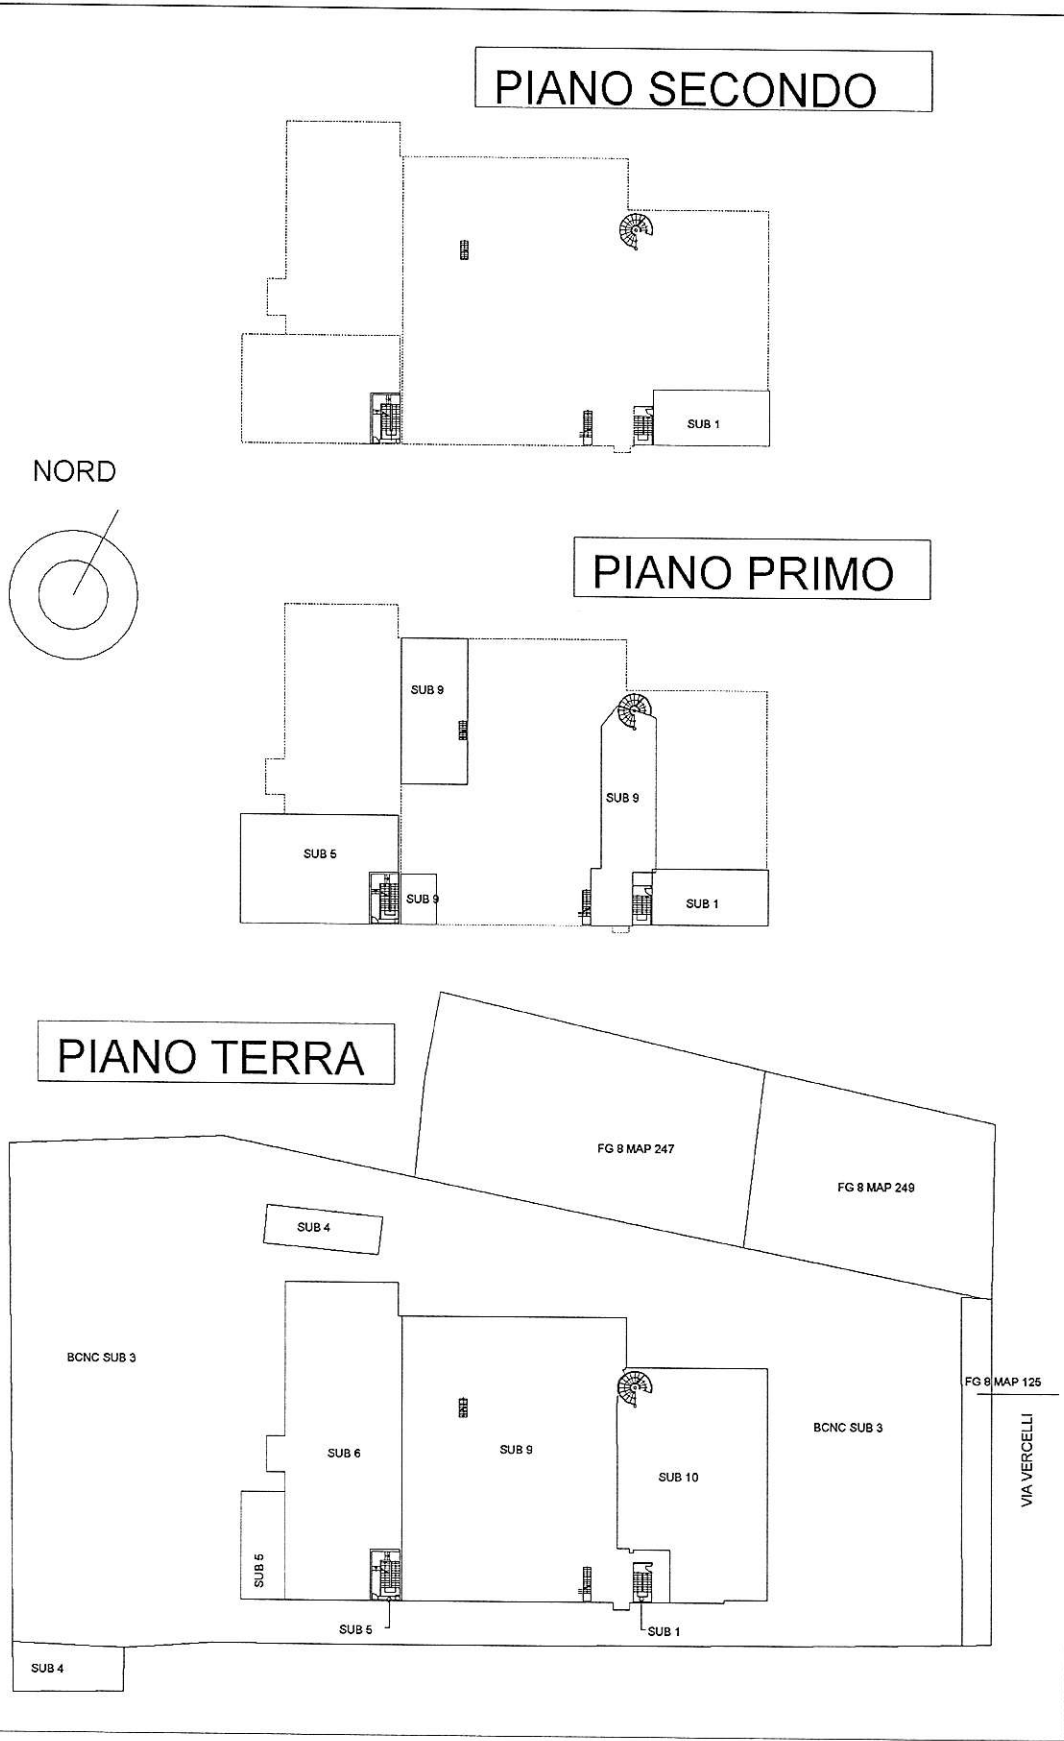 PIANO SECONDO
SUB 1
NORD
PIANO PRIMO
SUB 9
SUB 9
SUB 5
SUB 9
SUB 1
PIANO TERRA
FG 8 MAP 247
FG 8 MAP 249
SUB 4
BCNC SUB 3
FG 8 MAP 125
BCNC SUB 3
VIA VERCELLI
SUB 6
SUB 9
SUB 10
SUB 5
SUB 5
SUB 1
SUB 4